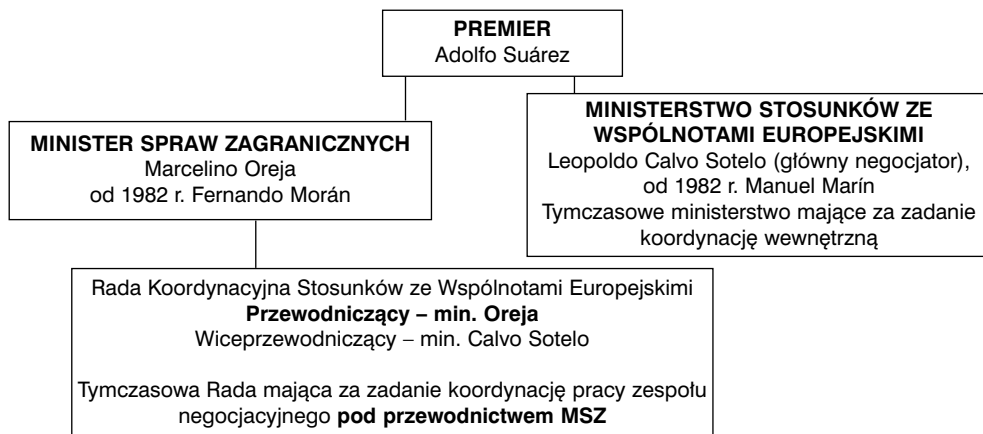 PREMIER
Adolfo Suárez
MINISTER SPRAW ZAGRANICZNYCH
Marcelino Oreja
od 1982 r. Fernando Morán
MINISTERSTWO STOSUNKÓW ZE
WSPÓLNOTAMI EUROPEJSKIMI
Leopoldo Calvo Sotelo (główny negocjator),
od 1982 r. Manuel Marín
Tymczasowe ministerstwo mające za zadanie
koordynację wewnętrzną
Rada Koordynacyjna Stosunków ze Wspólnotami Europejskimi
Przewodniczący – min. Oreja
Wiceprzewodniczący – min. Calvo Sotelo
Tymczasowa Rada mająca za zadanie koordynację pracy zespołu
negocjacyjnego pod przewodnictwem MSZ